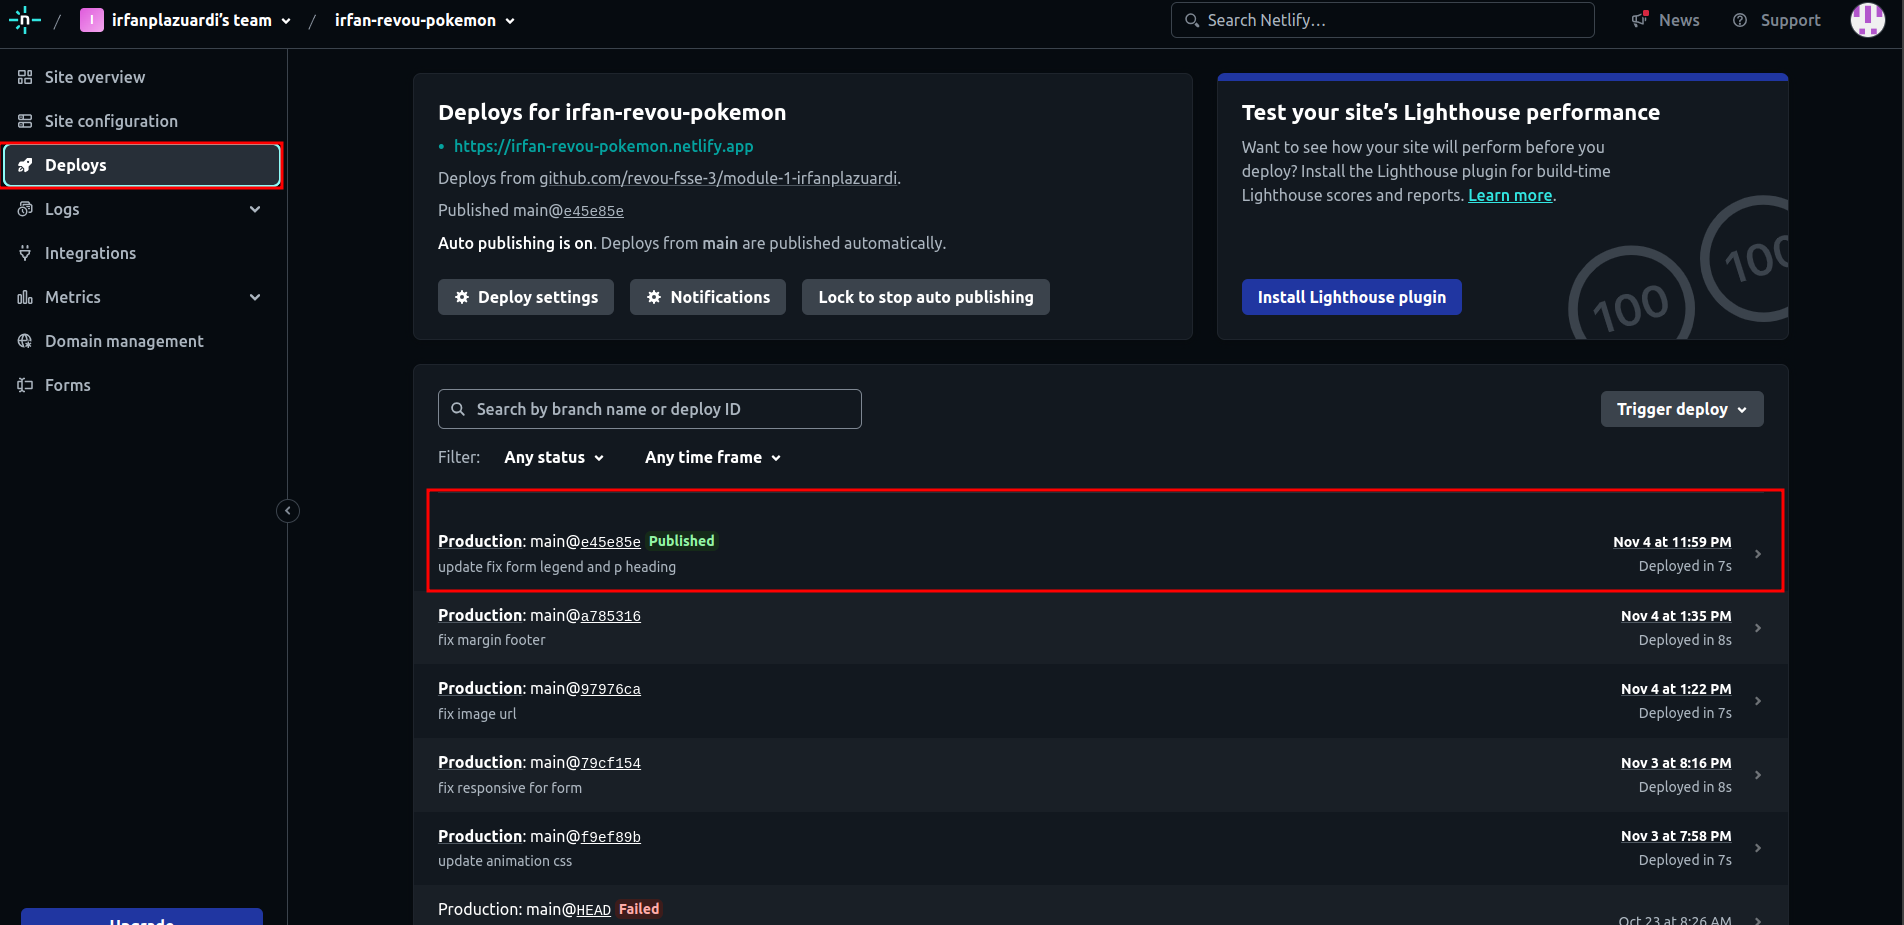 n / I irfanplazuardi's team / irfan-revou-pokemon
Search Netlify…
News
Support
Site overview
Site configuration
Deploys
Logs
Integrations
Metrics
Domain management
Forms
Upgrade
Deploys for irfan-revou-pokemon
• https://irfan-revou-pokemon.netlify.app
Deploys from github.com/revou-fsse-3/module-1-irfanplazuardi.
Published main@e45e85e
Auto publishing is on. Deploys from main are published automatically.
Deploy settings
Notifications
Lock to stop auto publishing
Test your site's Lighthouse performance
Want to see how your site will perform before you
deploy? Install the Lighthouse plugin for build-time
Lighthouse scores and reports. Learn more.
Install Lighthouse plugin
100
100
Search by branch name or deploy ID
Trigger deploy
Filter: Any status Any time frame
Production: main@e45e85e Published
update fix form legend and p heading
Nov 4 at 11:59 PM
Deployed in 7s
Production: main@a785316
fix margin footer
Nov 4 at 1:35 PM
Deployed in 8s
Production: main@97976ca
fix image url
Nov 4 at 1:22 PM
Deployed in 7s
Production: main@79cf154
fix responsive for form
Nov 3 at 8:16 PM
Deployed in 8s
Production: main@f9ef89b
update animation css
Nov 3 at 7:58 PM
Deployed in 7s
Production: main@HEAD Failed
Oct 23 at 8:26 AM